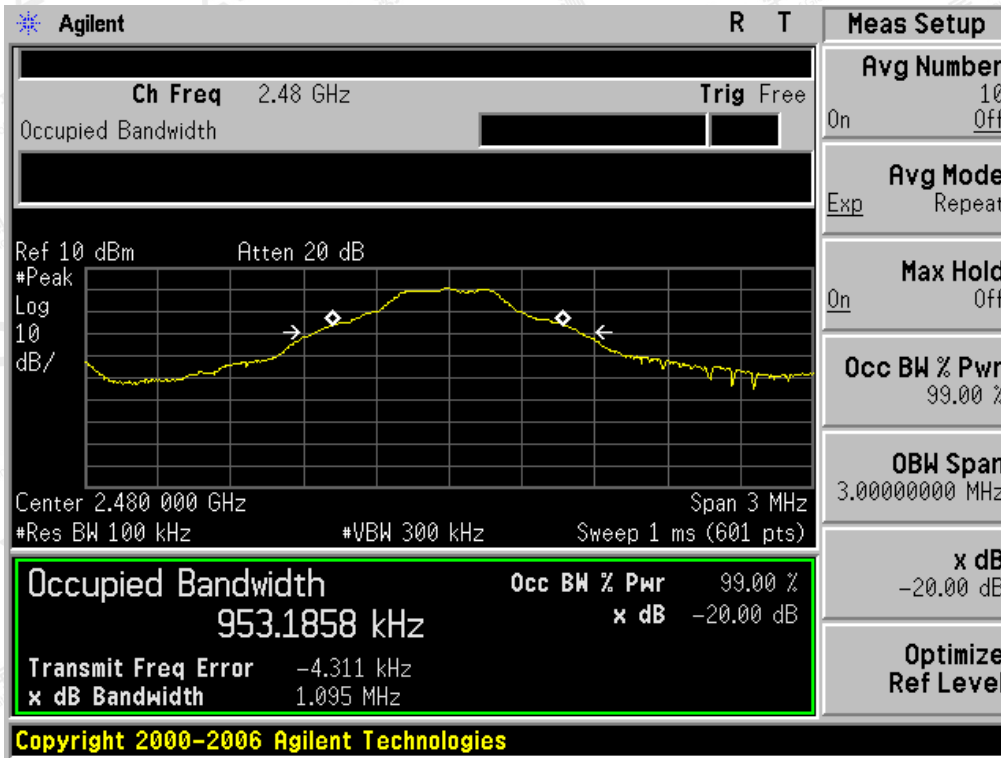 Agilent R T
Ch Freq 2.48 GHz Trig Free
Occupied Bandwidth
Ref 10 dBm Atten 20 dB
#Peak
Log
10
dB/
Center 2.480 000 GHz Span 3 MHz
#Res BW 100 kHz #VBW 300 kHz Sweep 1 ms (601 pts)
Occupied Bandwidth
953.1858 kHz
Occ BW % Pwr 99.00 %
x dB -20.00 dB
Transmit Freq Error -4.311 kHz
x dB Bandwidth 1.095 MHz
Copyright 2000-2006 Agilent Technologies
Meas Setup
Avg Number
10
On Off
Avg Mode
Exp Repeat
Max Hold
On Off
Occ BW % Pwr
99.00 %
OBW Span
3.00000000 MHz
x dB
-20.00 dB
Optimize
Ref Level